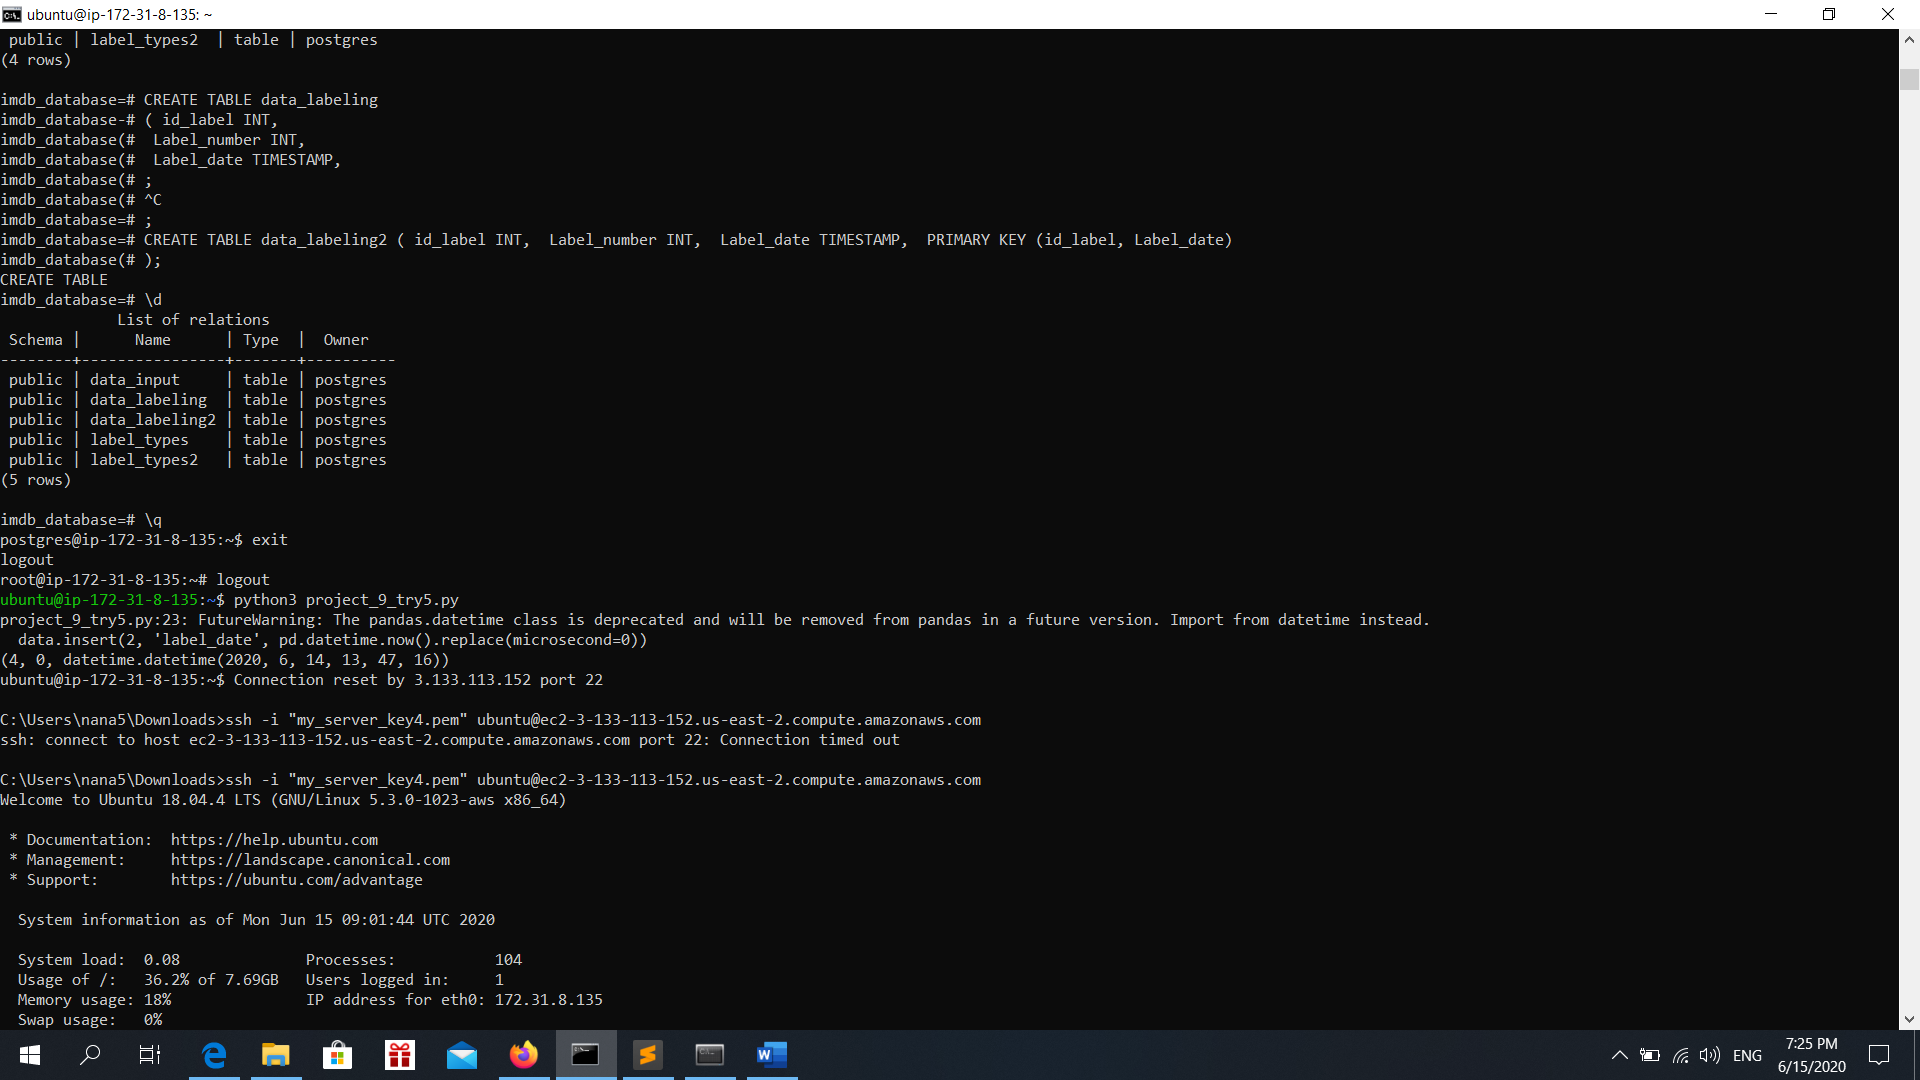 ubuntu@ip-172-31-8-135: ~
 public | label_types2  | table | postgres
(4 rows)
imdb_database=# CREATE TABLE data_labeling
imdb_database-# ( id_label INT,
imdb_database(#  Label_number INT,
imdb_database(#  Label_date TIMESTAMP,
imdb_database(# ;
imdb_database(# ^C
imdb_database=# ;
imdb_database=# CREATE TABLE data_labeling2 ( id_label INT,  Label_number INT,  Label_date TIMESTAMP,  PRIMARY KEY (id_label, Label_date)
imdb_database(# );
CREATE TABLE
imdb_database=# \d
             List of relations
 Schema |      Name      | Type  |  Owner
--------+----------------+-------+----------
 public | data_input     | table | postgres
 public | data_labeling  | table | postgres
 public | data_labeling2 | table | postgres
 public | label_types    | table | postgres
 public | label_types2   | table | postgres
(5 rows)
imdb_database=# \q
postgres@ip-172-31-8-135:~$ exit
logout
root@ip-172-31-8-135:~# logout
ubuntu@ip-172-31-8-135:~$ python3 project_9_try5.py
project_9_try5.py:23: FutureWarning: The pandas.datetime class is deprecated and will be removed from pandas in a future version. Import from datetime instead.
  data.insert(2, 'label_date', pd.datetime.now().replace(microsecond=0))
(4, 0, datetime.datetime(2020, 6, 14, 13, 47, 16))
ubuntu@ip-172-31-8-135:~$ Connection reset by 3.133.113.152 port 22
C:\Users\nana5\Downloads>ssh -i "my_server_key4.pem" ubuntu@ec2-3-133-113-152.us-east-2.compute.amazonaws.com
ssh: connect to host ec2-3-133-113-152.us-east-2.compute.amazonaws.com port 22: Connection timed out
C:\Users\nana5\Downloads>ssh -i "my_server_key4.pem" ubuntu@ec2-3-133-113-152.us-east-2.compute.amazonaws.com
Welcome to Ubuntu 18.04.4 LTS (GNU/Linux 5.3.0-1023-aws x86_64)
 * Documentation:  https://help.ubuntu.com
 * Management:     https://landscape.canonical.com
 * Support:        https://ubuntu.com/advantage
  System information as of Mon Jun 15 09:01:44 UTC 2020
  System load:  0.08              Processes:           104
  Usage of /:   36.2% of 7.69GB   Users logged in:     1
  Memory usage: 18%               IP address for eth0: 172.31.8.135
  Swap usage:   0%
ENG
7:25 PM
6/15/2020